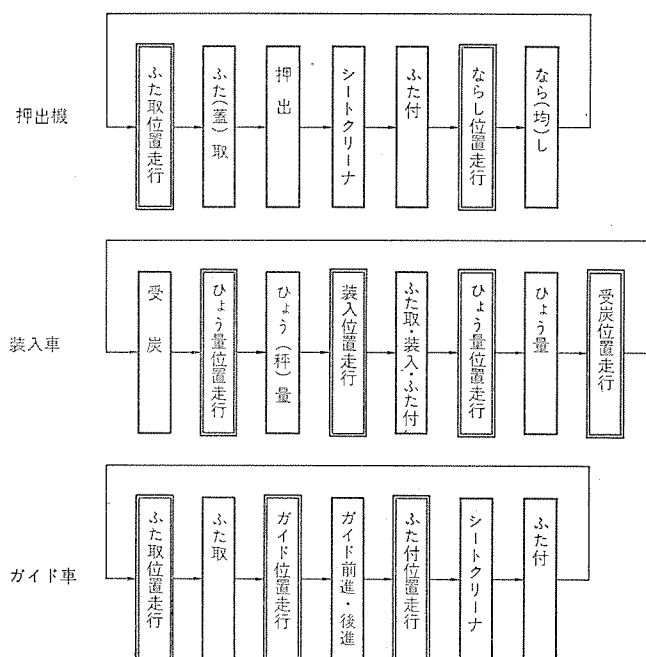 押出機
ふた取位置走行
ふた(蓋)取
押出
シートクリーナ
ふた付
ならし位置走行
なら(均)し
装入車
受炭
ひょう量位置走行
ひょう(秤)量
装入位置走行
ふた取・装入・ふた付
ひょう量位置走行
ひょう量
受炭位置走行
ガイド車
ふた取位置走行
ふた取
ガイド位置走行
ガイド前進・後進
ふた付位置走行
シートクリーナ
ふた付